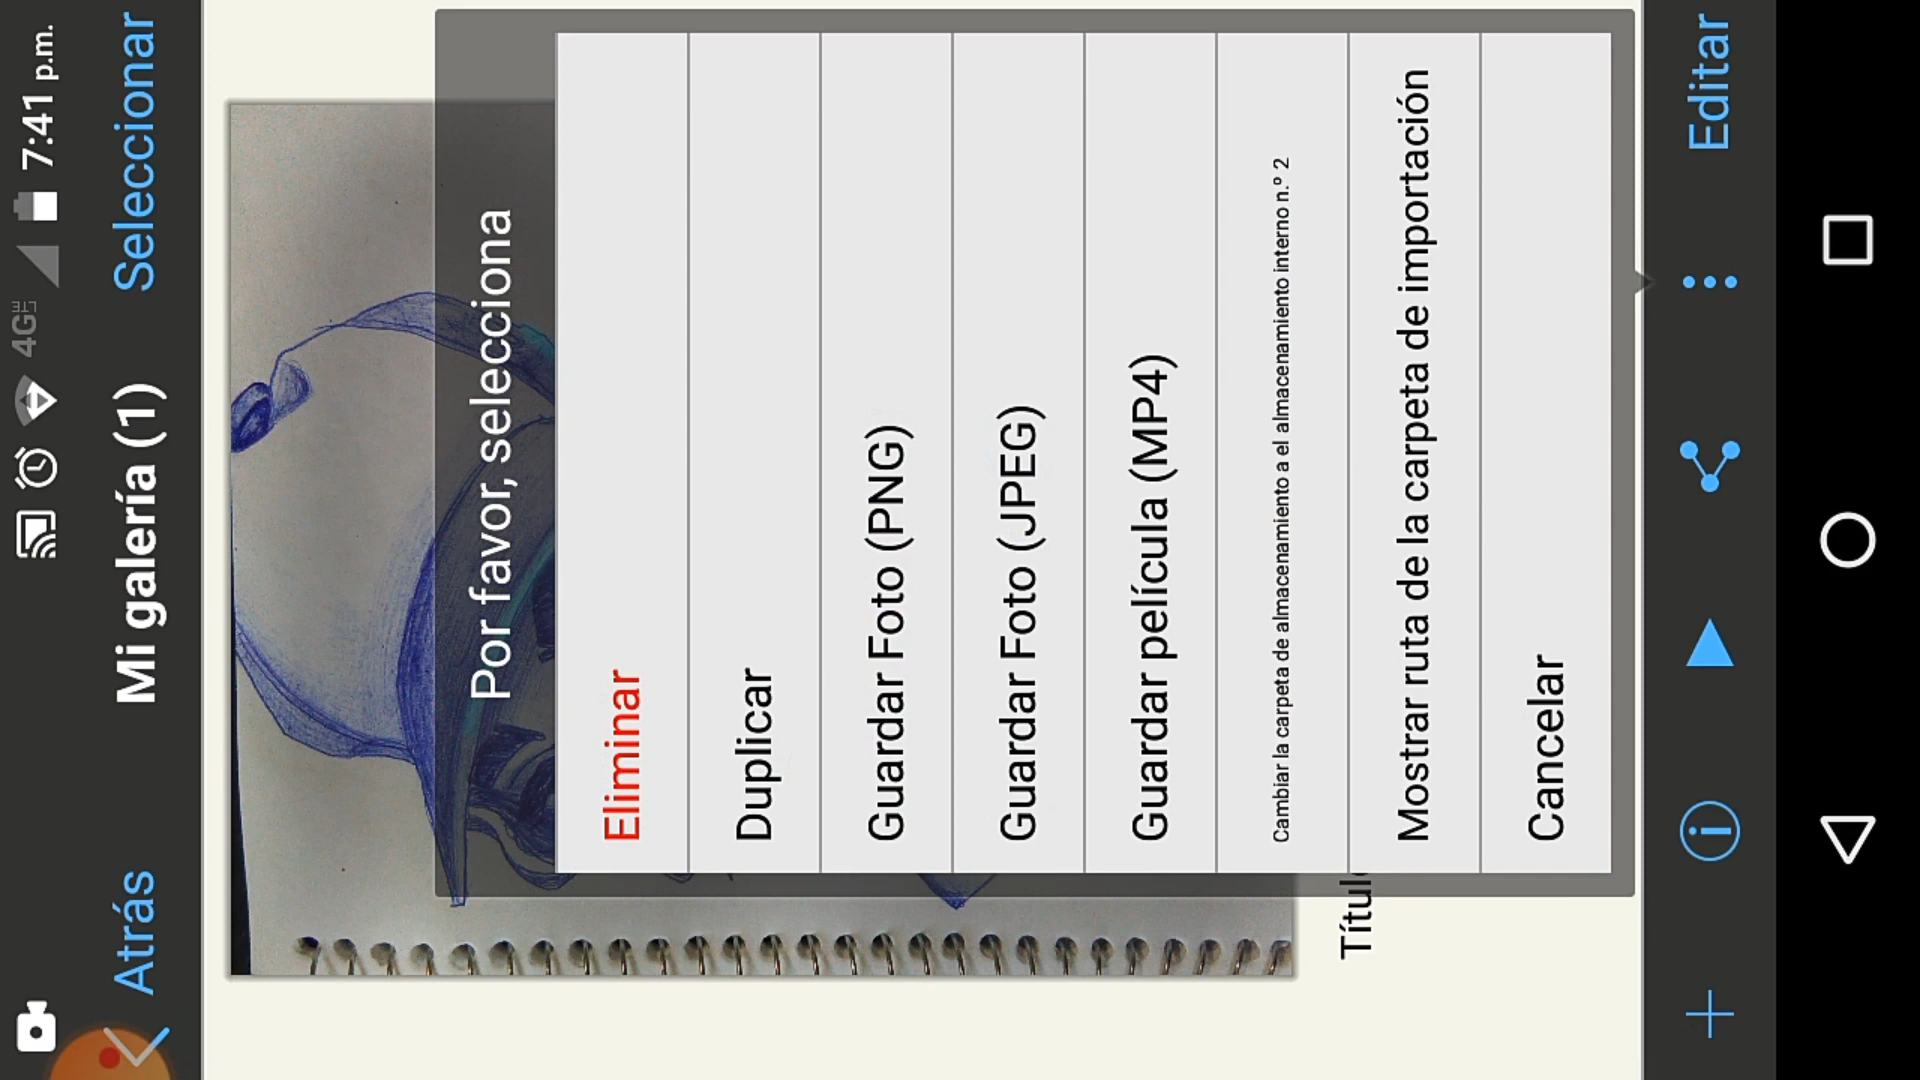 4G LTE 7:41 p.m.
Atrás Mi galería (1) Seleccionar
Por favor, selecciona
Eliminar
Duplicar
Guardar Foto (PNG)
Guardar Foto (JPEG)
Guardar película (MP4)
Cambiar la carpeta de almacenamiento a el almacenamiento interno n.º 2
Mostrar ruta de la carpeta de importación
Cancelar
Editar